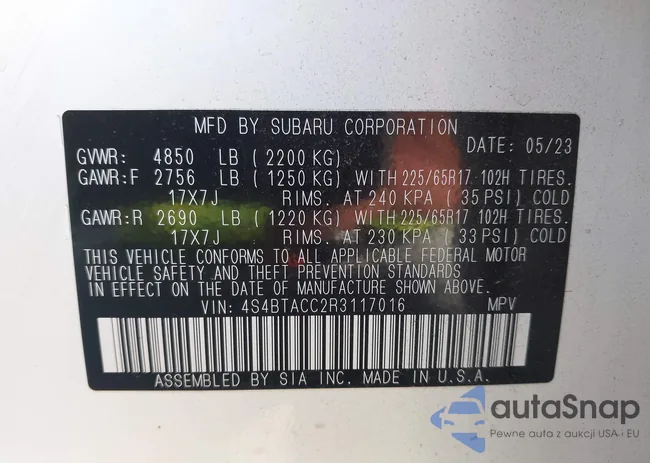 MFD BY SUBARU CORPORATION
DATE: 05/23
GVWR: 4850 LB (2200 KG)
GAWR:F 2756 LB (1250 KG) WITH 225/65R17 102H TIRES.
17X7J RIMS. AT 240 KPA (35 PSI) COLD
GAWR:R 2690 LB (1220 KG) WITH 225/65R17 102H TIRES.
17X7J RIMS. AT 230 KPA (33 PSI) COLD
THIS VEHICLE CONFORMS TO ALL APPLICABLE FEDERAL MOTOR
VEHICLE SAFETY AND THEFT PREVENTION STANDARDS
IN EFFECT ON THE DATE OF MANUFACTURE SHOWN ABOVE.
VIN: 4S4BTACC2R3117016 MPV
ASSEMBLED BY SIA INC. MADE IN U.S.A.
autaSnap
Pewne auta z aukcji USA i EU